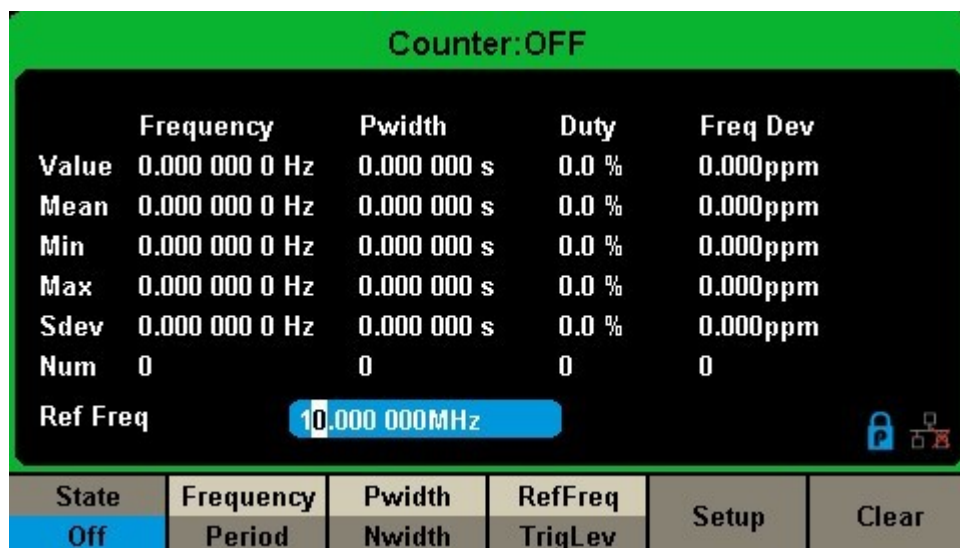 Counter:OFF
Frequency Pwidth Duty Freq Dev
Value 0.000 000 0 Hz 0.000 000 s 0.0 % 0.000ppm
Mean 0.000 000 0 Hz 0.000 000 s 0.0 % 0.000ppm
Min 0.000 000 0 Hz 0.000 000 s 0.0 % 0.000ppm
Max 0.000 000 0 Hz 0.000 000 s 0.0 % 0.000ppm
Sdev 0.000 000 0 Hz 0.000 000 s 0.0 % 0.000ppm
Num 0 0 0 0
Ref Freq 10.000 000MHz
P
State Frequency Pwidth RefFreq Setup Clear
Off Period Nwidth TrigLev